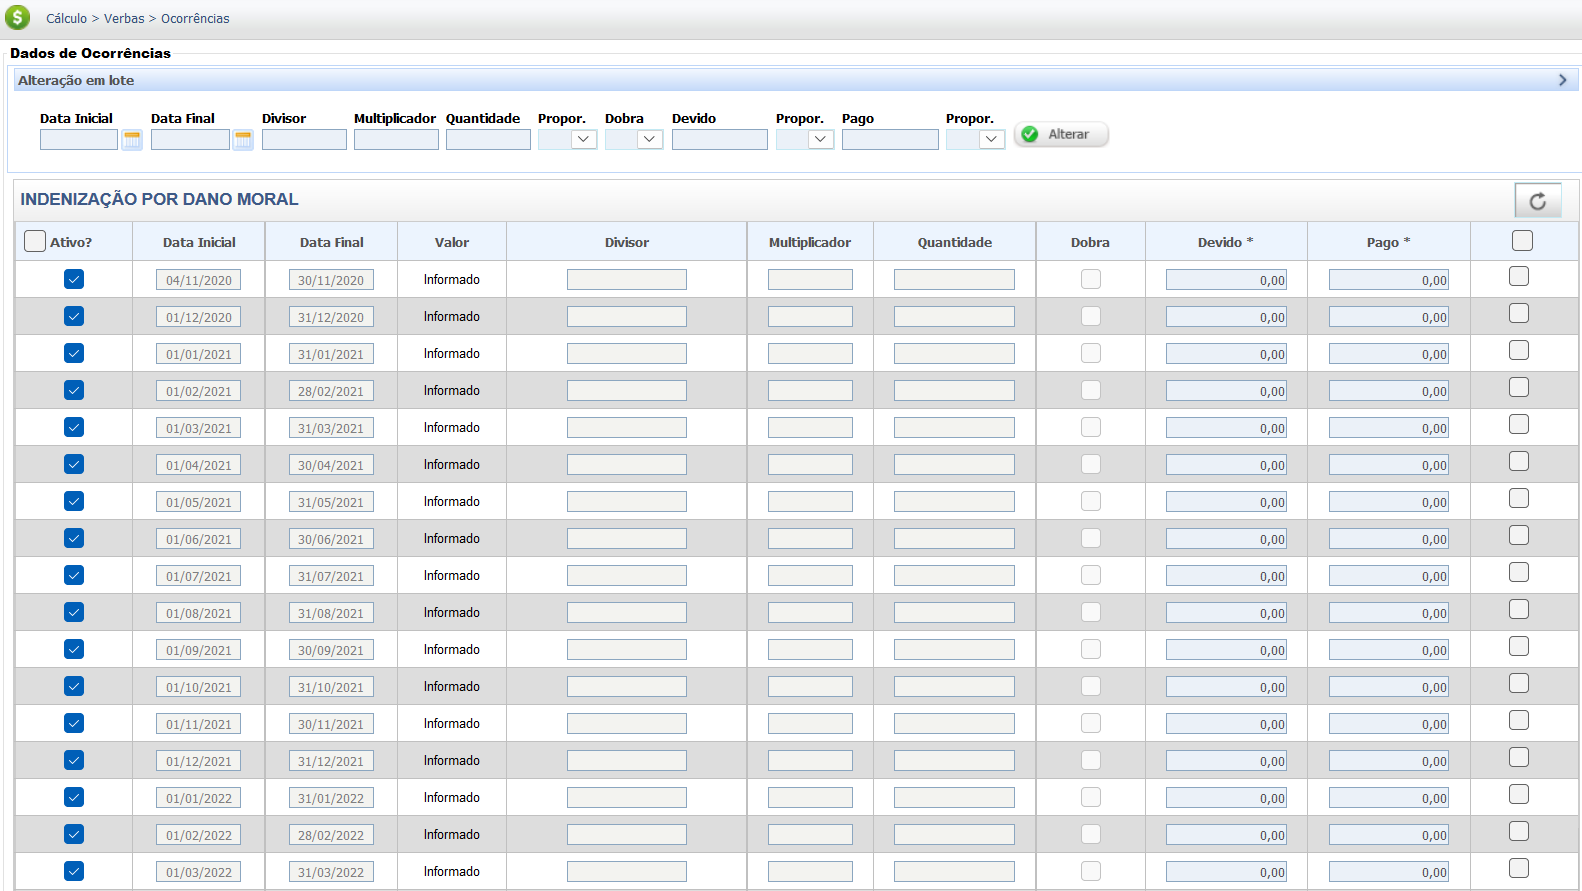 Cálculo > Verbas > Ocorrências
Dados de Ocorrências
Alteração em lote
Data Inicial Data Final Divisor Multiplicador Quantidade Propor. Dobra Devido Propor. Pago Propor.
Alterar
INDENIZAÇÃO POR DANO MORAL
Ativo? Data Inicial Data Final Valor Divisor Multiplicador Quantidade Dobra Devido * Pago *
04/11/2020 30/11/2020 Informado 0,00 0,00
01/12/2020 31/12/2020 Informado 0,00 0,00
01/01/2021 31/01/2021 Informado 0,00 0,00
01/02/2021 28/02/2021 Informado 0,00 0,00
01/03/2021 31/03/2021 Informado 0,00 0,00
01/04/2021 30/04/2021 Informado 0,00 0,00
01/05/2021 31/05/2021 Informado 0,00 0,00
01/06/2021 30/06/2021 Informado 0,00 0,00
01/07/2021 31/07/2021 Informado 0,00 0,00
01/08/2021 31/08/2021 Informado 0,00 0,00
01/09/2021 30/09/2021 Informado 0,00 0,00
01/10/2021 31/10/2021 Informado 0,00 0,00
01/11/2021 30/11/2021 Informado 0,00 0,00
01/12/2021 31/12/2021 Informado 0,00 0,00
01/01/2022 31/01/2022 Informado 0,00 0,00
01/02/2022 28/02/2022 Informado 0,00 0,00
01/03/2022 31/03/2022 Informado 0,00 0,00